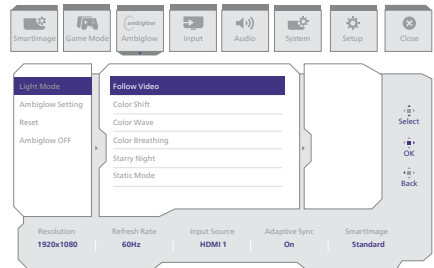 SmartImage
Game Mode
ambiglow
Ambiglow
Input
Audio
System
Setup
Close
Light Mode
Ambiglow Setting
Reset
Ambiglow OFF
Follow Video
Color Shift
Color Wave
Color Breathing
Starry Night
Static Mode
Select
OK
Back
Resolution
1920x1080
Refresh Rate
60Hz
Input Source
HDMI 1
Adaptive Sync
On
SmartImage
Standard